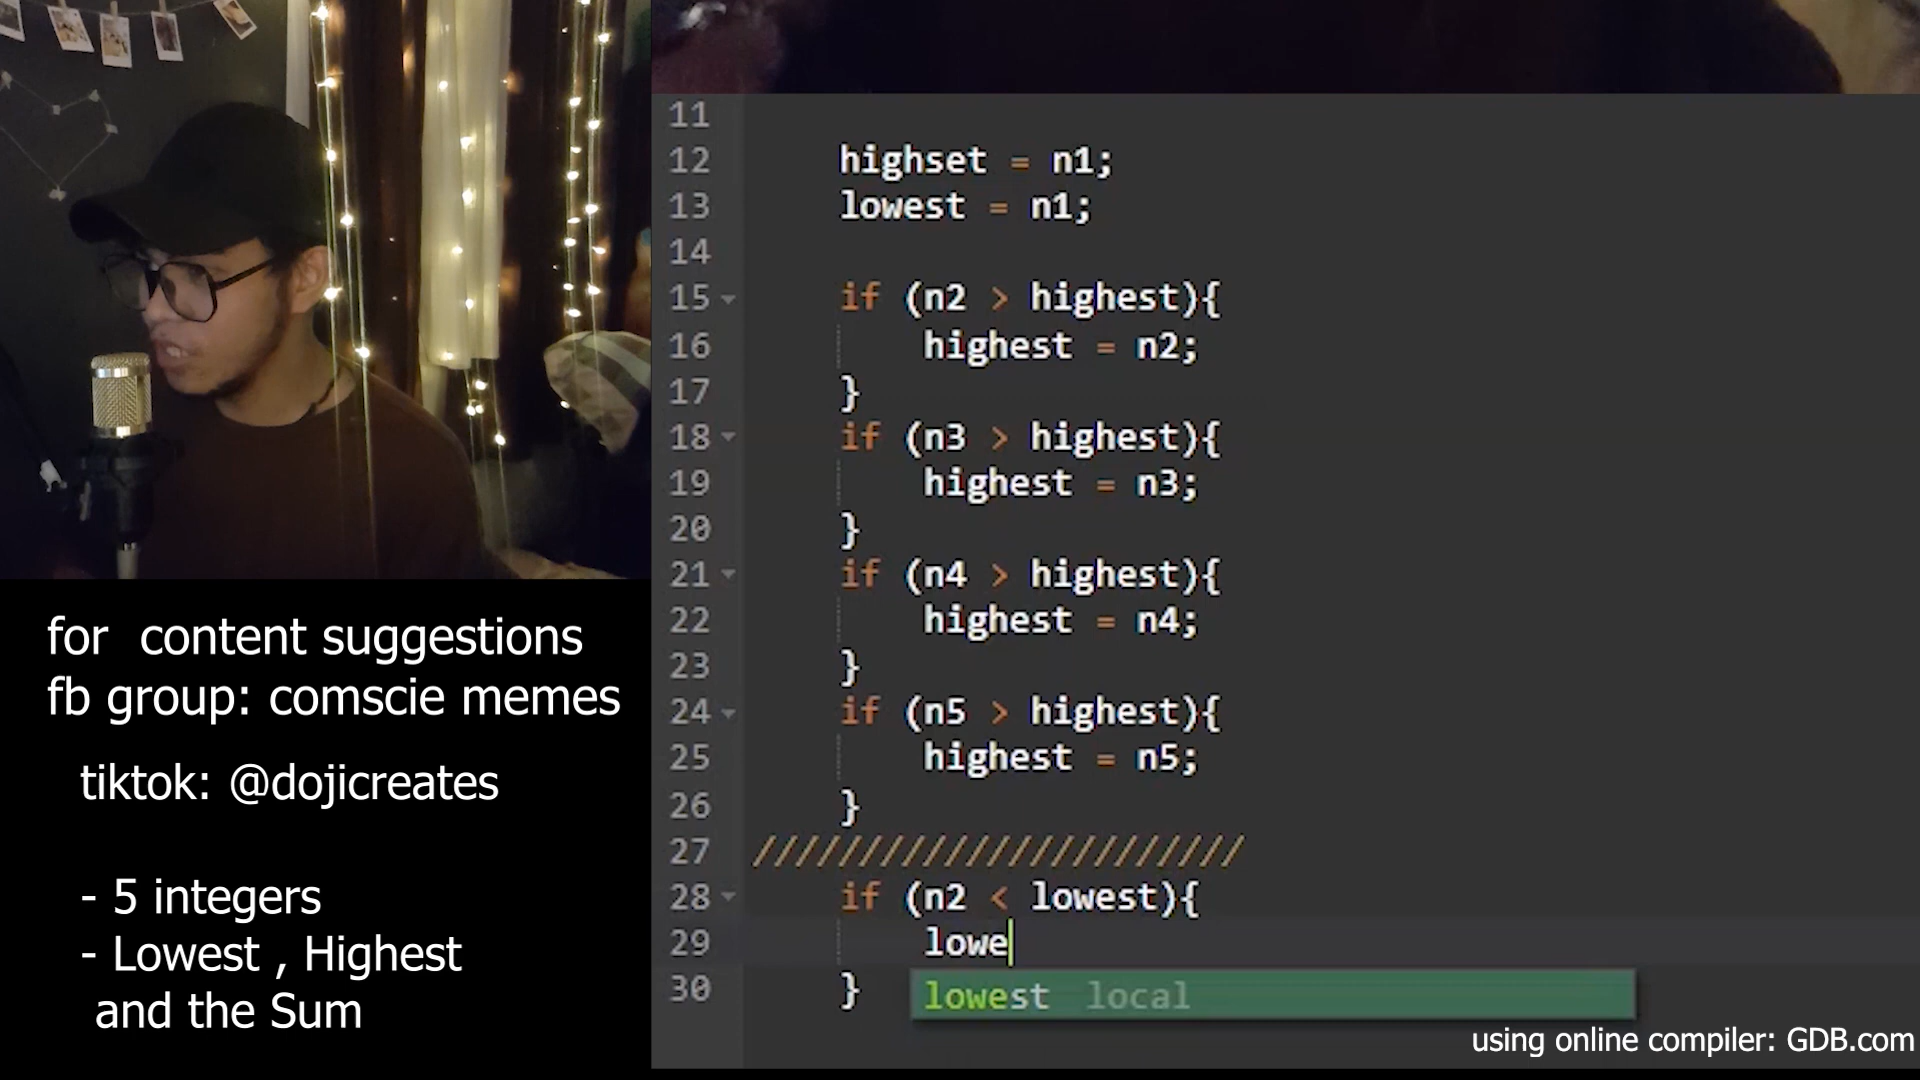 for content suggestions
fb group: comscie memes
tiktok: @dojicreates
- 5 integers
- Lowest , Highest
and the Sum
11
12 highset = n1;
13 lowest = n1;
14
15 if (n2 > highest){
16 highest = n2;
17 }
18 if (n3 > highest){
19 highest = n3;
20 }
21 if (n4 > highest){
22 highest = n4;
23 }
24 if (n5 > highest){
25 highest = n5;
26 }
27 ///////////////////////
28 if (n2 < lowest){
29 lowe
30 }
lowest local
using online compiler: GDB.com